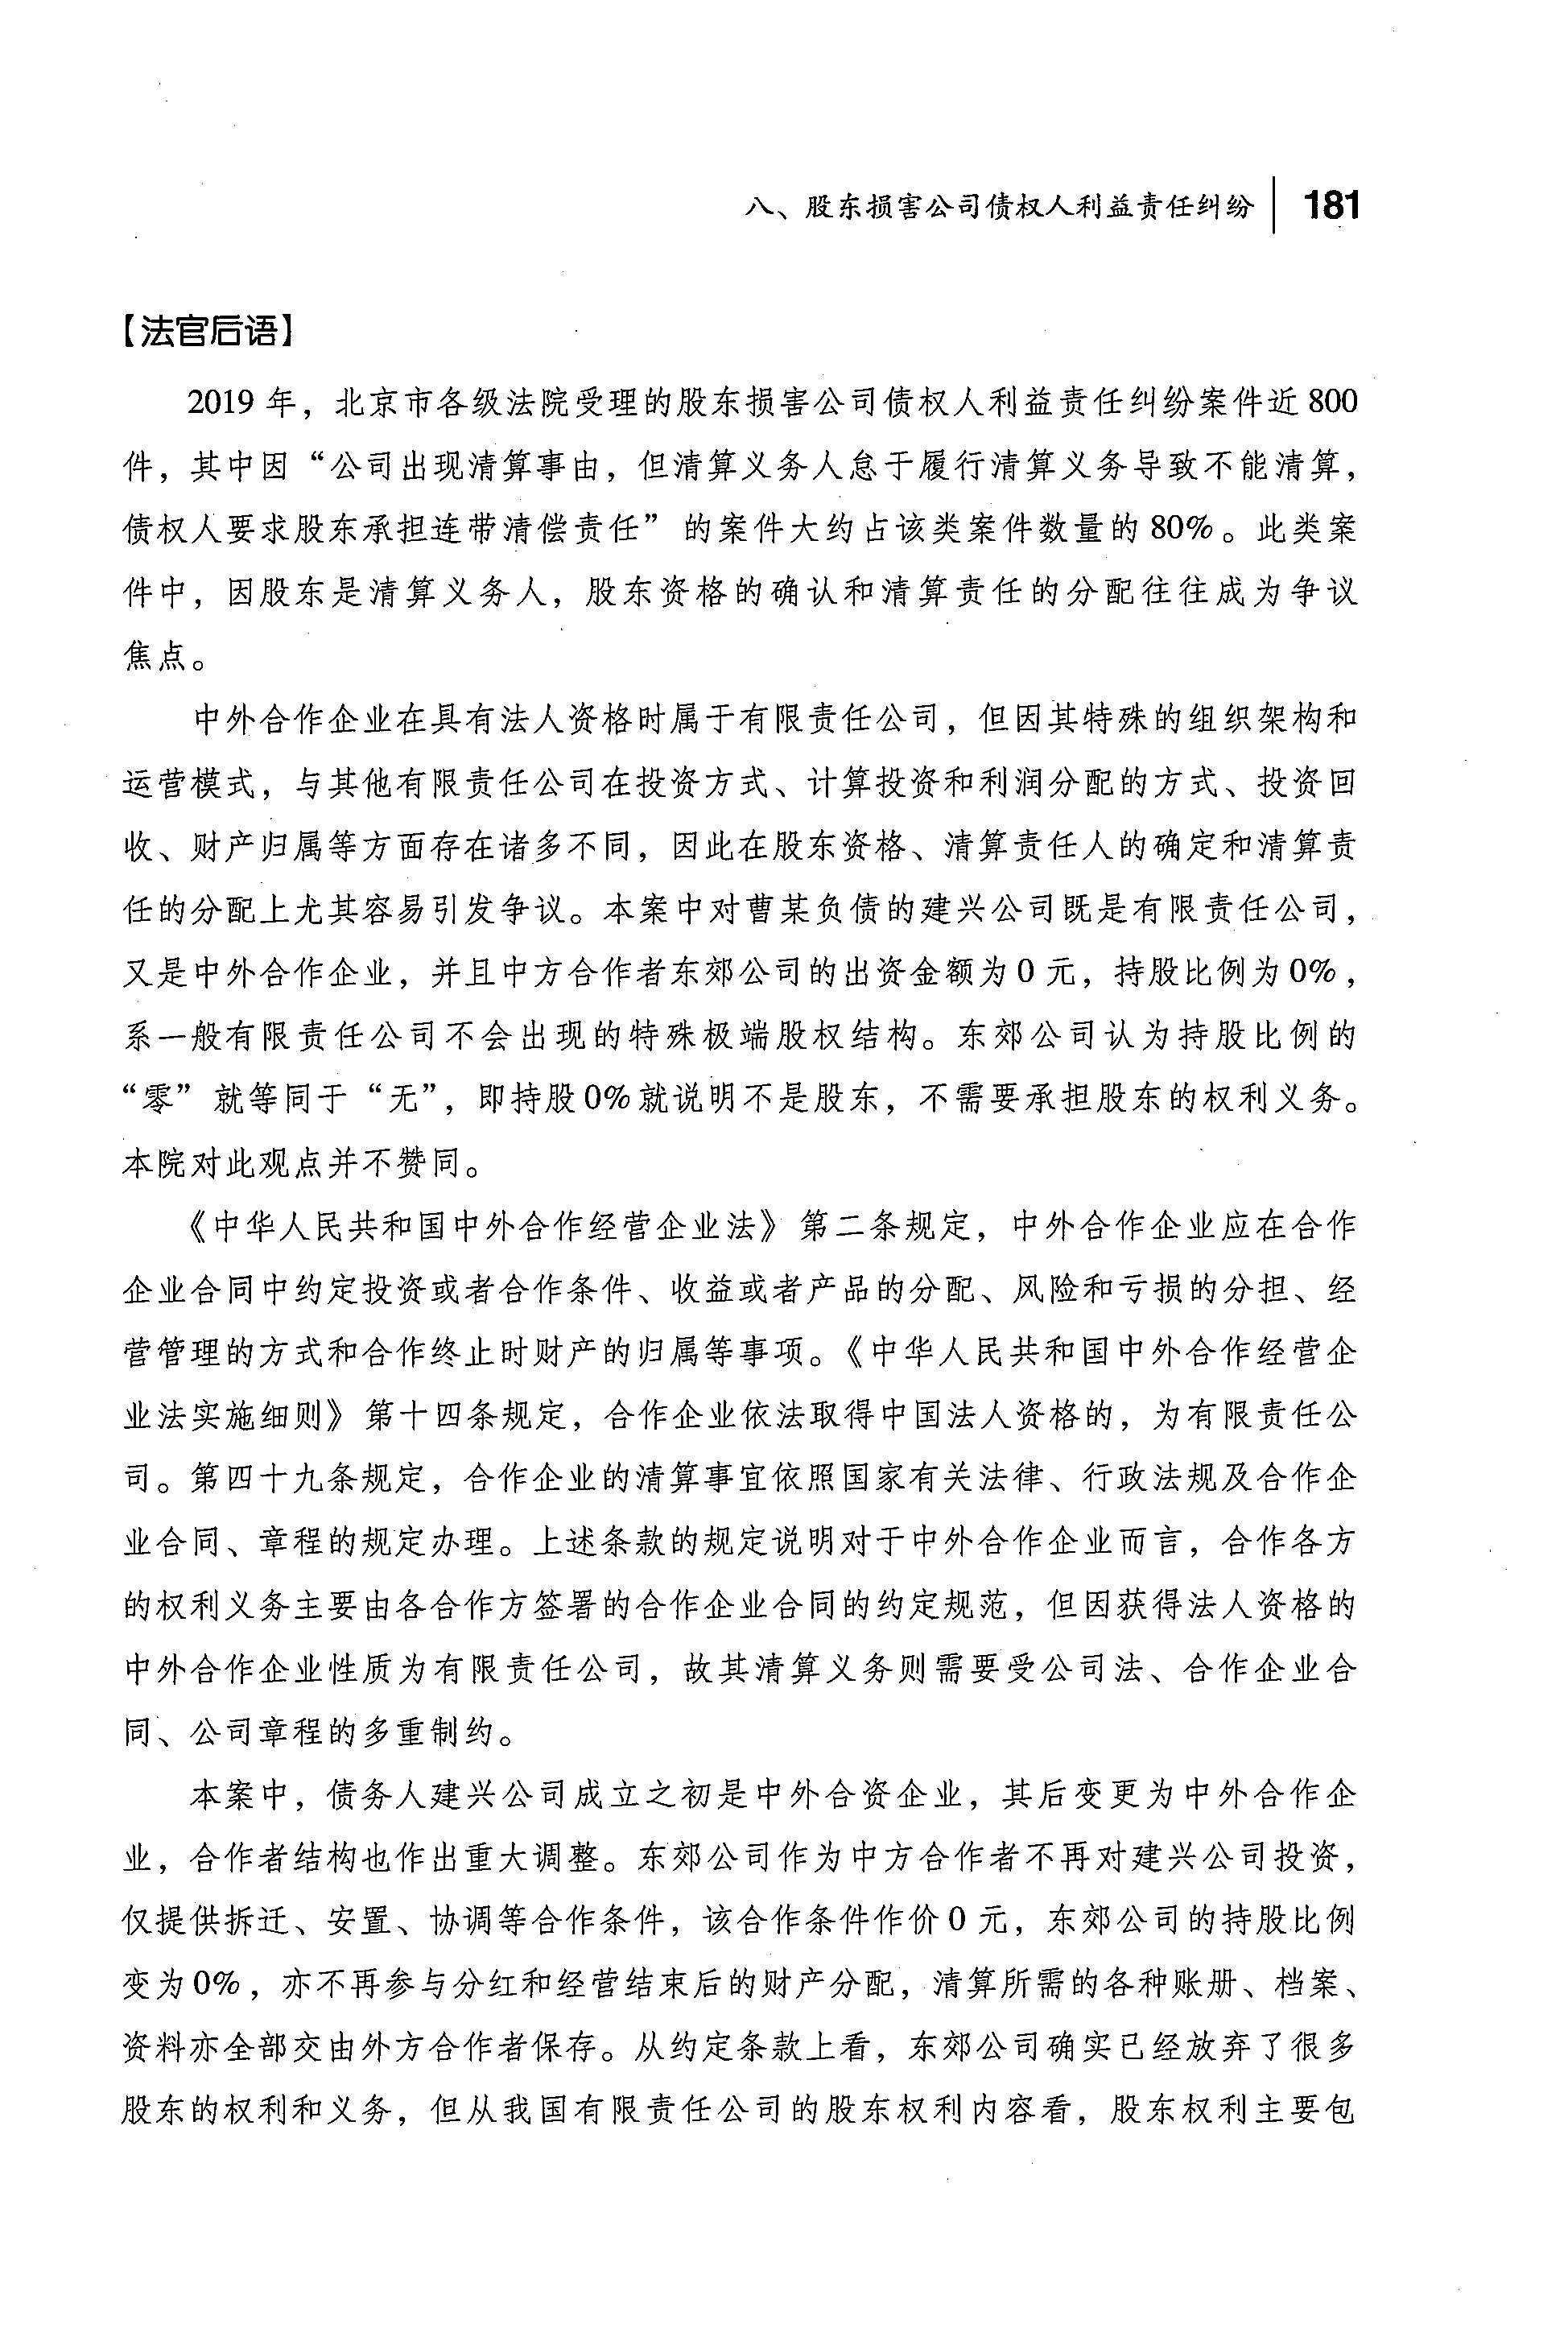 八、股东损害公司债权人利益责任纠纷 181
【法官后语】
2019年，北京市各级法院受理的股东损害公司债权人利益责任纠纷案件近800
件，其中因“公司出现清算事由，但清算义务人怠于履行清算义务导致不能清算，
债权人要求股东承担连带清偿责任”的案件大约占该类案件数量的80%。此类案
件中，因股东是清算义务人，股东资格的确认和清算责任的分配往往成为争议
焦点。
中外合作企业在具有法人资格时属于有限责任公司，但因其特殊的组织架构和
运营模式，与其他有限责任公司在投资方式、计算投资和利润分配的方式、投资回
收、财产归属等方面存在诸多不同，因此在股东资格、清算责任人的确定和清算责
任的分配上尤其容易引发争议。本案中对曹某负债的建兴公司既是有限责任公司，
又是中外合作企业，并且中方合作者东郊公司的出资金额为0元，持股比例为0%，
系一般有限责任公司不会出现的特殊极端股权结构。东郊公司认为持股比例的
“零”就等同于“无”，即持股0%就说明不是股东，不需要承担股东的权利义务。
本院对此观点并不赞同。
《中华人民共和国中外合作经营企业法》第二条规定，中外合作企业应在合作
企业合同中约定投资或者合作条件、收益或者产品的分配、风险和亏损的分担、经
营管理的方式和合作终止时财产的归属等事项。《中华人民共和国中外合作经营企
业法实施细则》第十四条规定，合作企业依法取得中国法人资格的，为有限责任公
司。第四十九条规定，合作企业的清算事宜依照国家有关法律、行政法规及合作企
业合同、章程的规定办理。上述条款的规定说明对于中外合作企业而言，合作各方
的权利义务主要由各合作方签署的合作企业合同的约定规范，但因获得法人资格的
中外合作企业性质为有限责任公司，故其清算义务则需要受公司法、合作企业合
同、公司章程的多重制约。
本案中，债务人建兴公司成立之初是中外合资企业，其后变更为中外合作企
业，合作者结构也作出重大调整。东郊公司作为中方合作者不再对建兴公司投资，
仅提供拆迁、安置、协调等合作条件，该合作条件作价0元，东郊公司的持股比例
变为0%，亦不再参与分红和经营结束后的财产分配，清算所需的各种账册、档案、
资料亦全部交由外方合作者保存。从约定条款上看，东郊公司确实已经放弃了很多
股东的权利和义务，但从我国有限责任公司的股东权利内容看，股东权利主要包